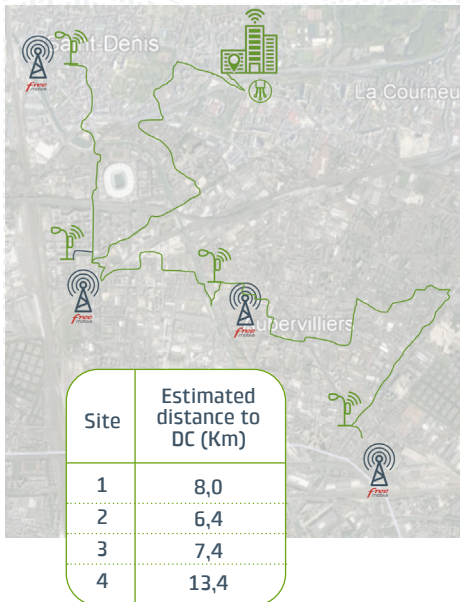 Saint-Denis
La Courneu
free
mobile
free
mobile
free
mobile
upervilliers
free
mobile
Site
Estimated
distance to
DC (Km)
1 8,0
2 6,4
3 7,4
4 13,4